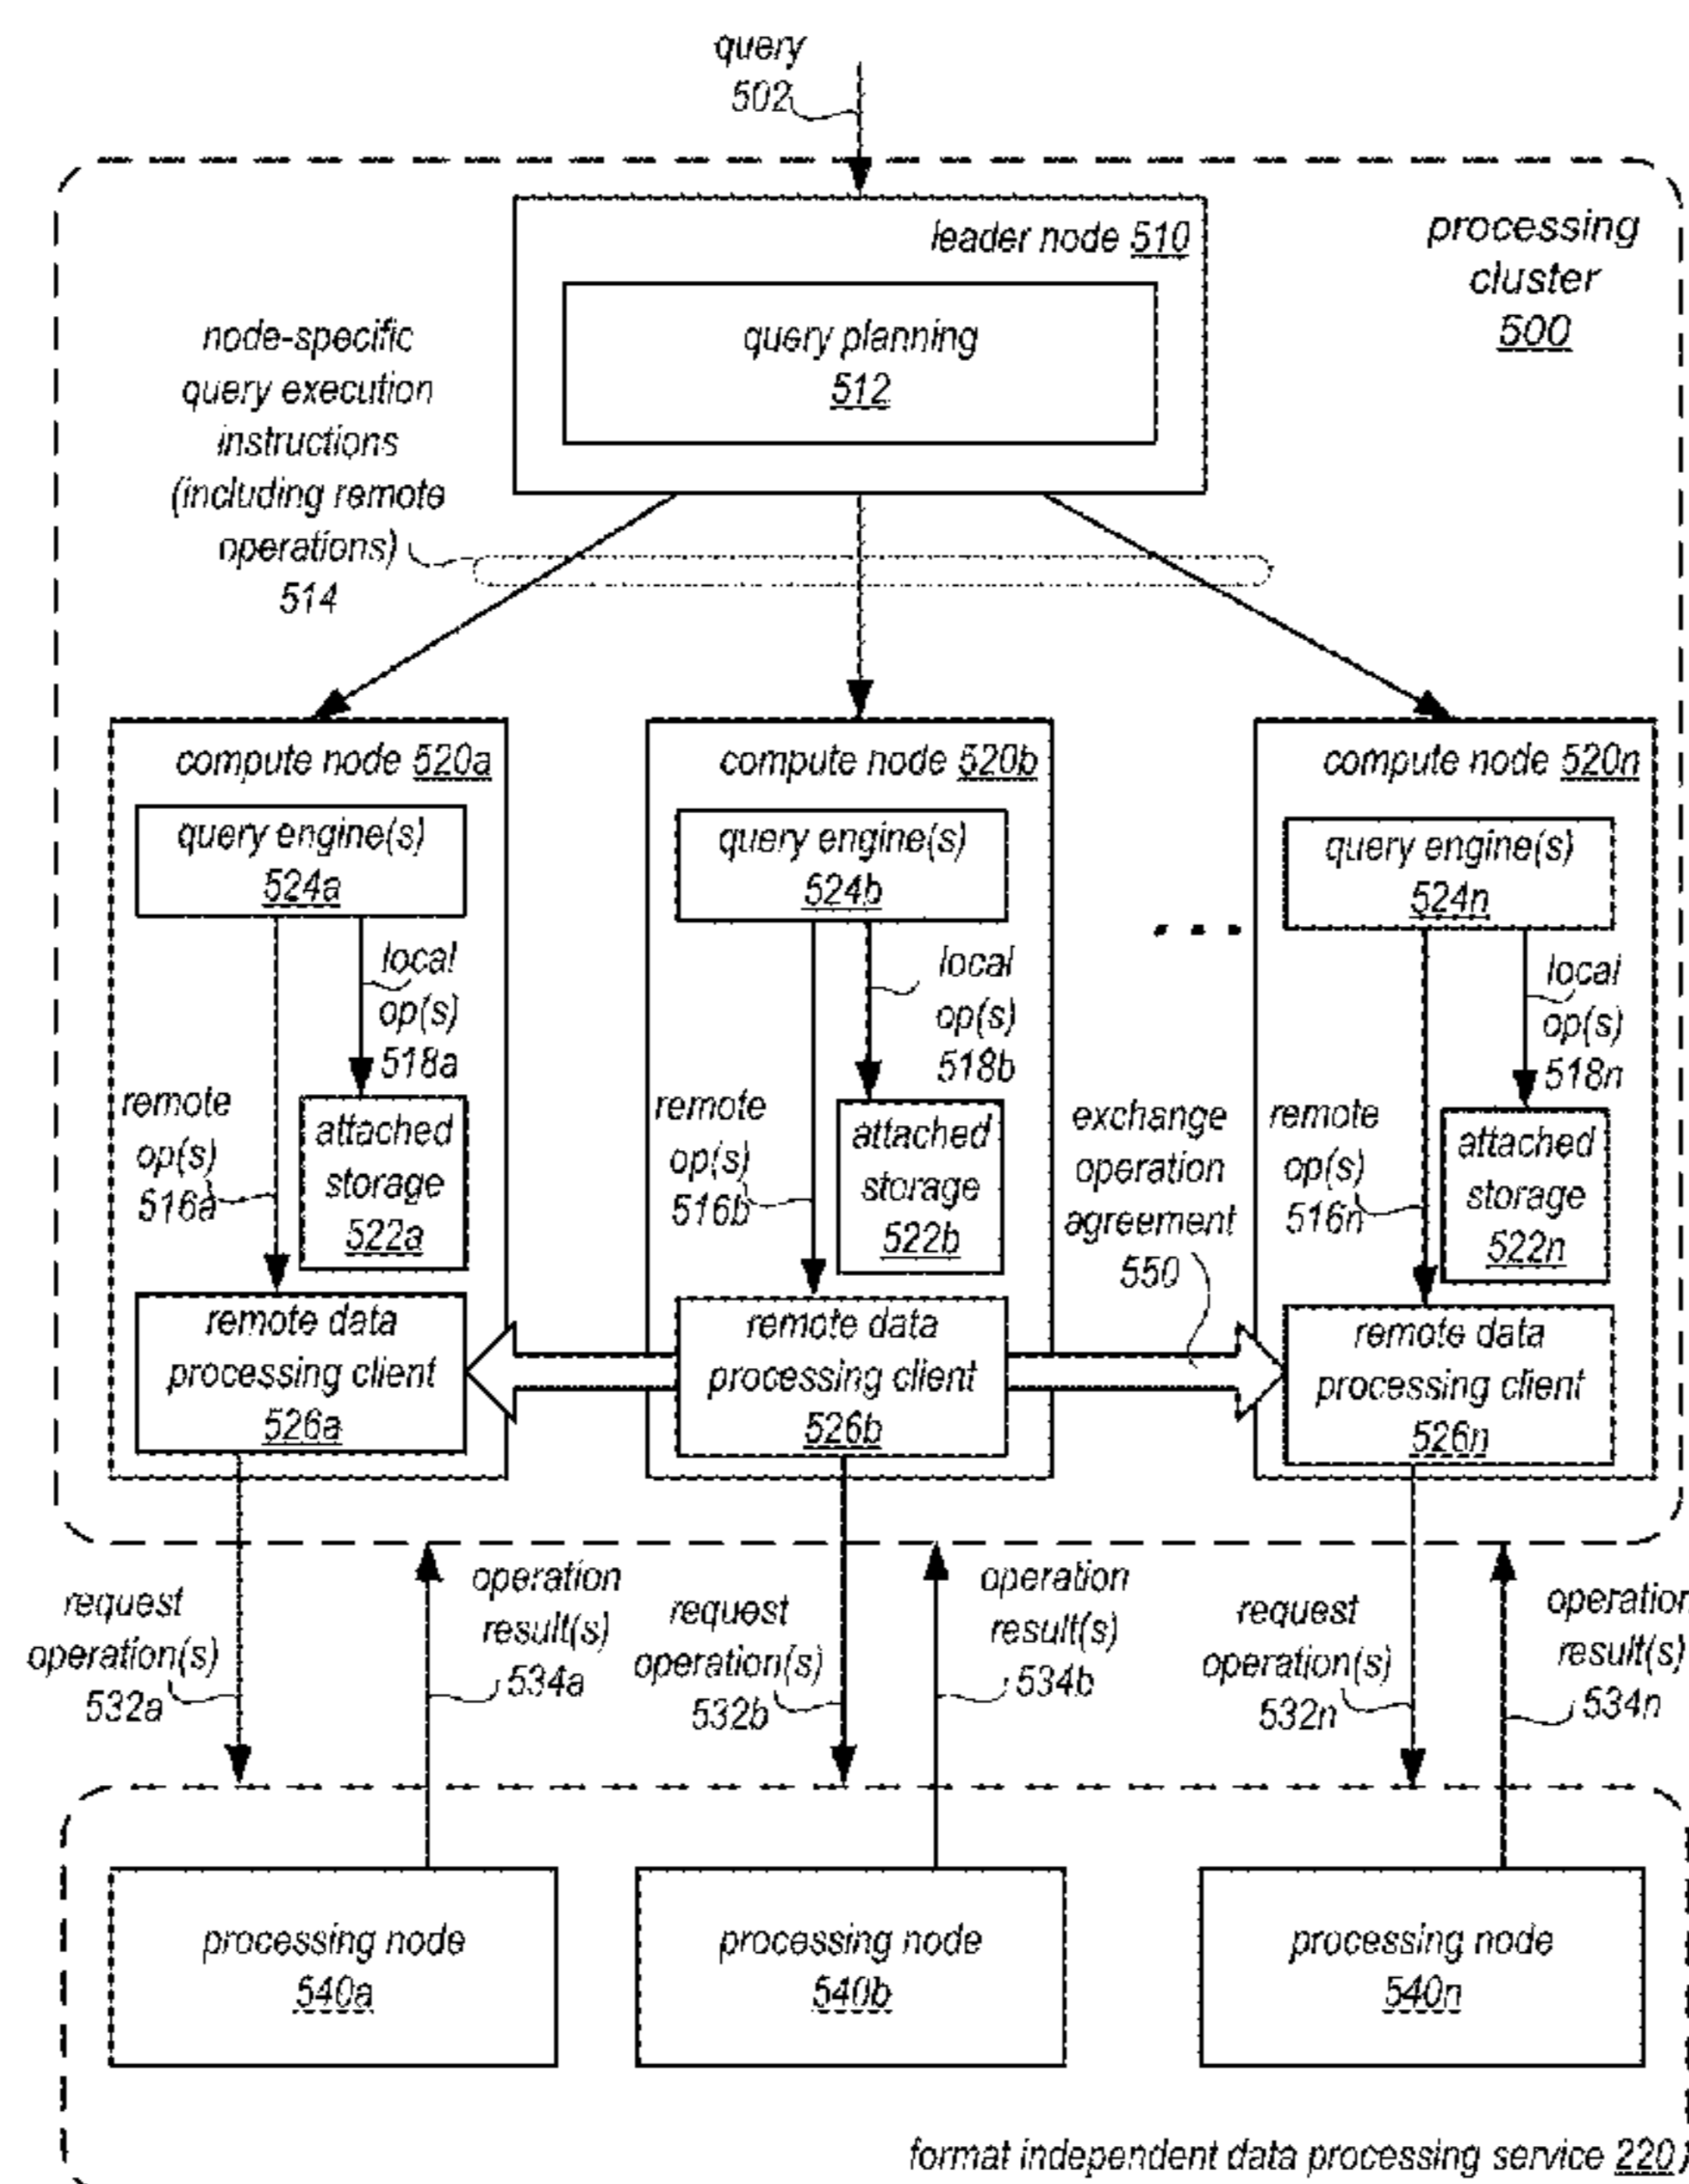 query
502
processing
cluster
500
leader node 510
query planning
512
node-specific
query execution
instructions
(including remote
operations)
514
compute node 520a
query engine(s)
524a
local
op(s)
518a
remote
op(s)
516a
attached
storage
522a
remote data
processing client
526a
compute node 520b
query engine(s)
524b
local
op(s)
518b
remote
op(s)
516b
attached
storage
522b
remote data
processing client
526b
. . .
exchange
operation
agreement
550
compute node 520n
query engine(s)
524n
local
op(s)
518n
remote
op(s)
516n
attached
storage
522n
remote data
processing client
526n
request
operation(s)
532a
operation
result(s)
534a
request
operation(s)
532b
operation
result(s)
534b
request
operation(s)
532n
operation
result(s)
534n
processing node
540a
processing node
540b
processing node
540n
format independent data processing service 220